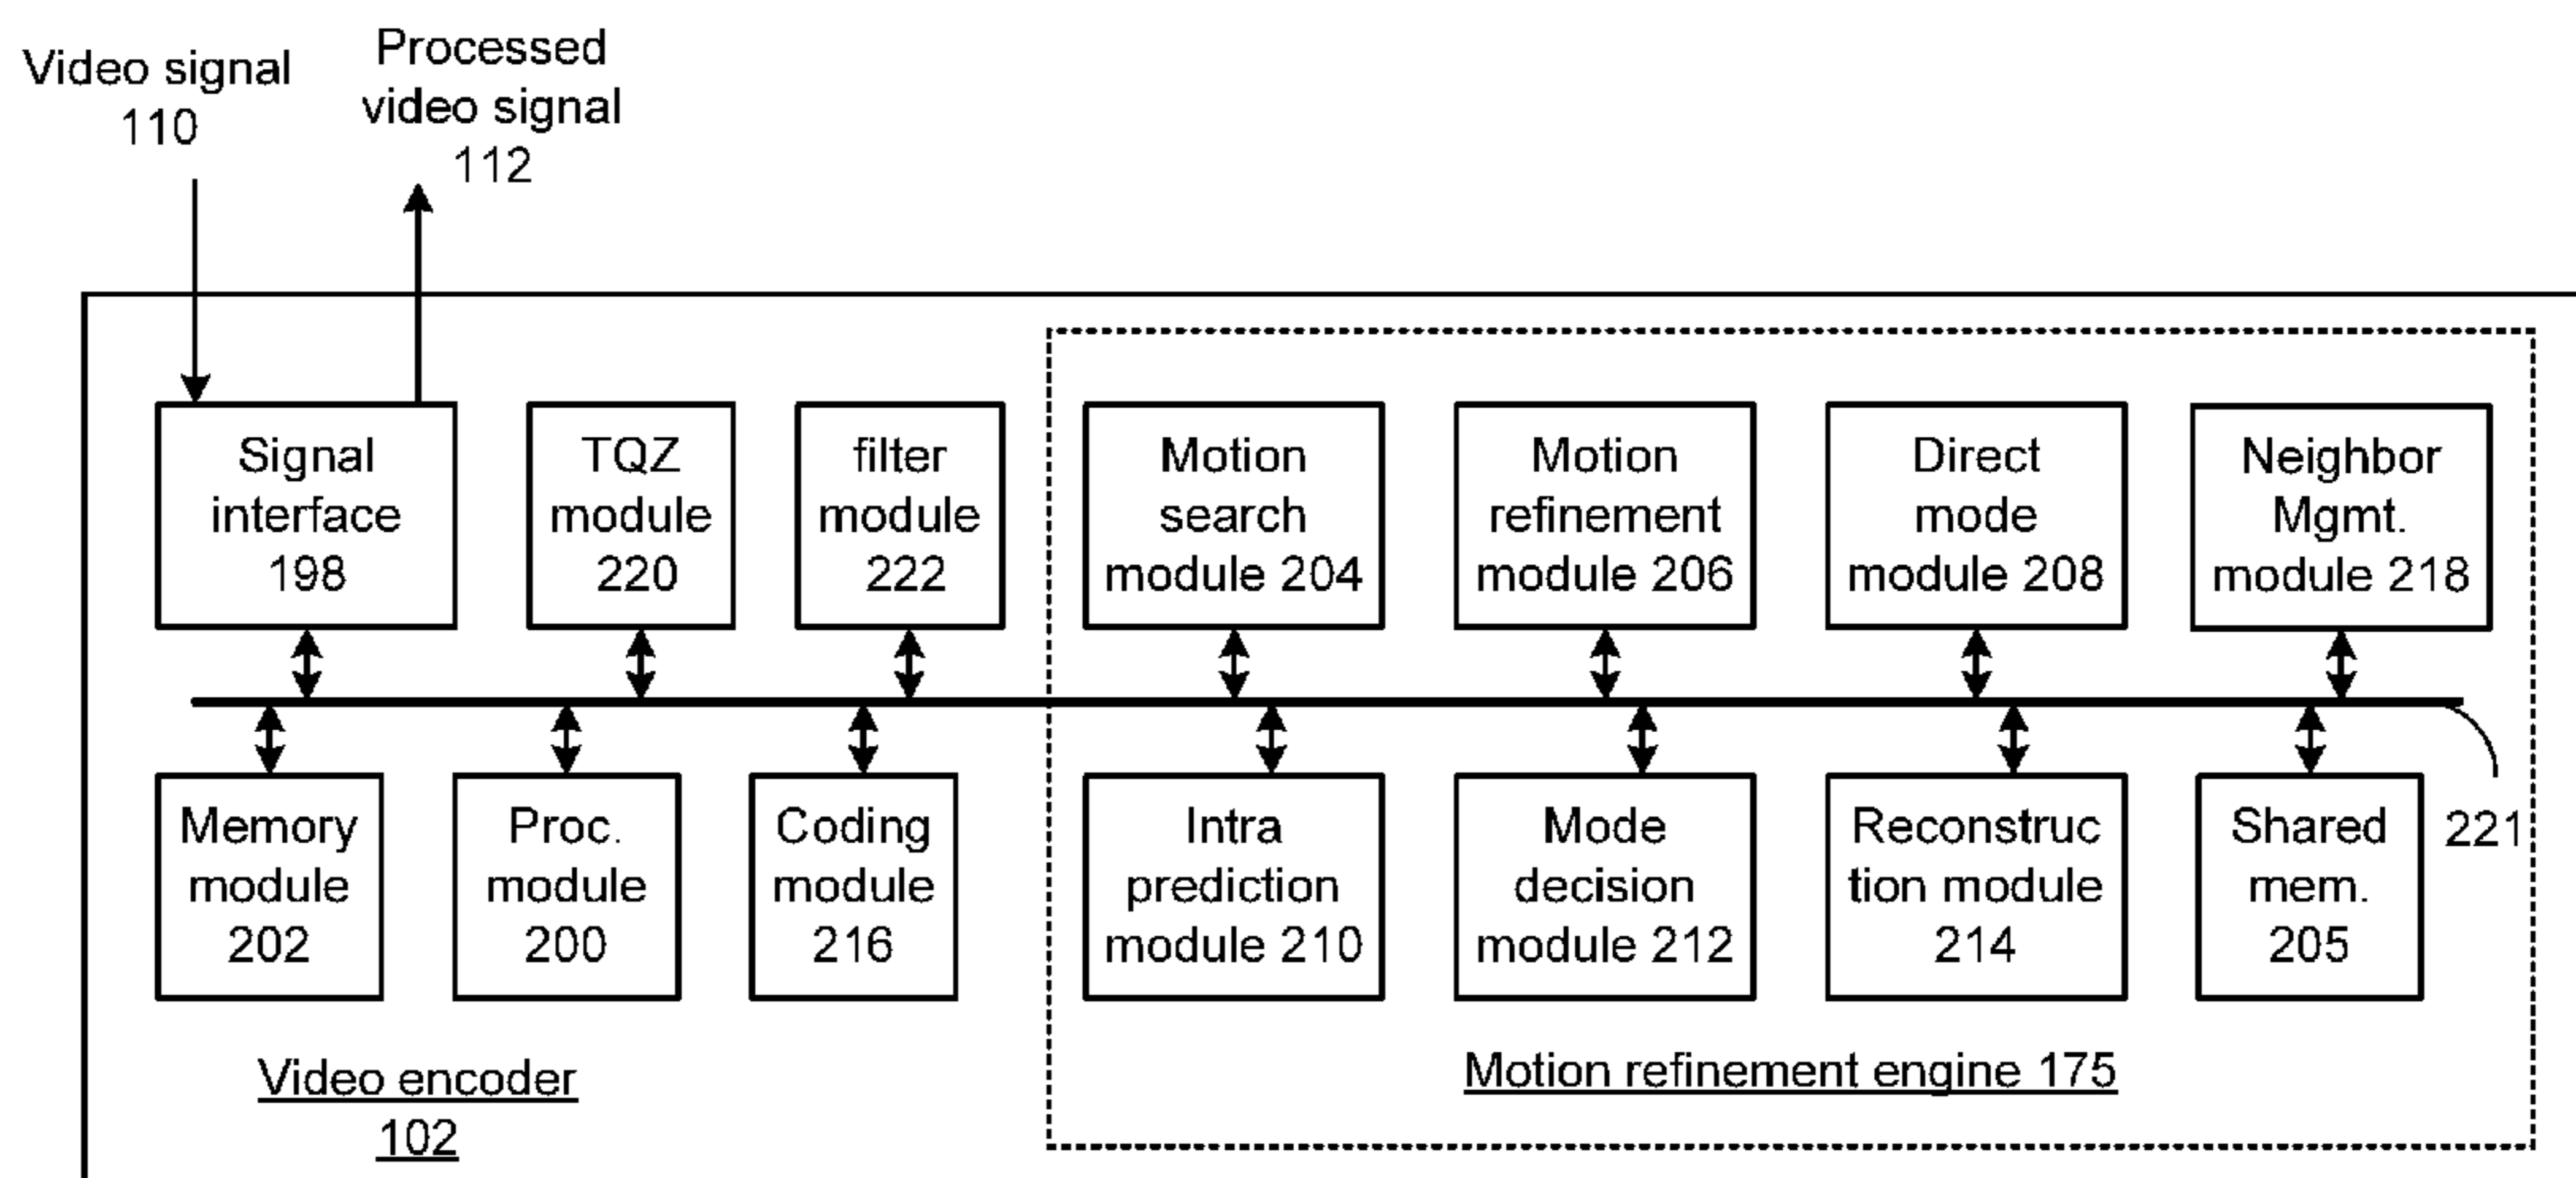 Video signal
110
Processed
video signal
112
Signal
interface
198
TQZ
module
220
filter
module
222
Motion
search
module 204
Motion
refinement
module 206
Direct
mode
module 208
Neighbor
Mgmt.
module 218
Memory
module
202
Proc.
module
200
Coding
module
216
Intra
prediction
module 210
Mode
decision
module 212
Reconstruc
tion module
214
Shared
mem.
205
221
Video encoder
102
Motion refinement engine 175